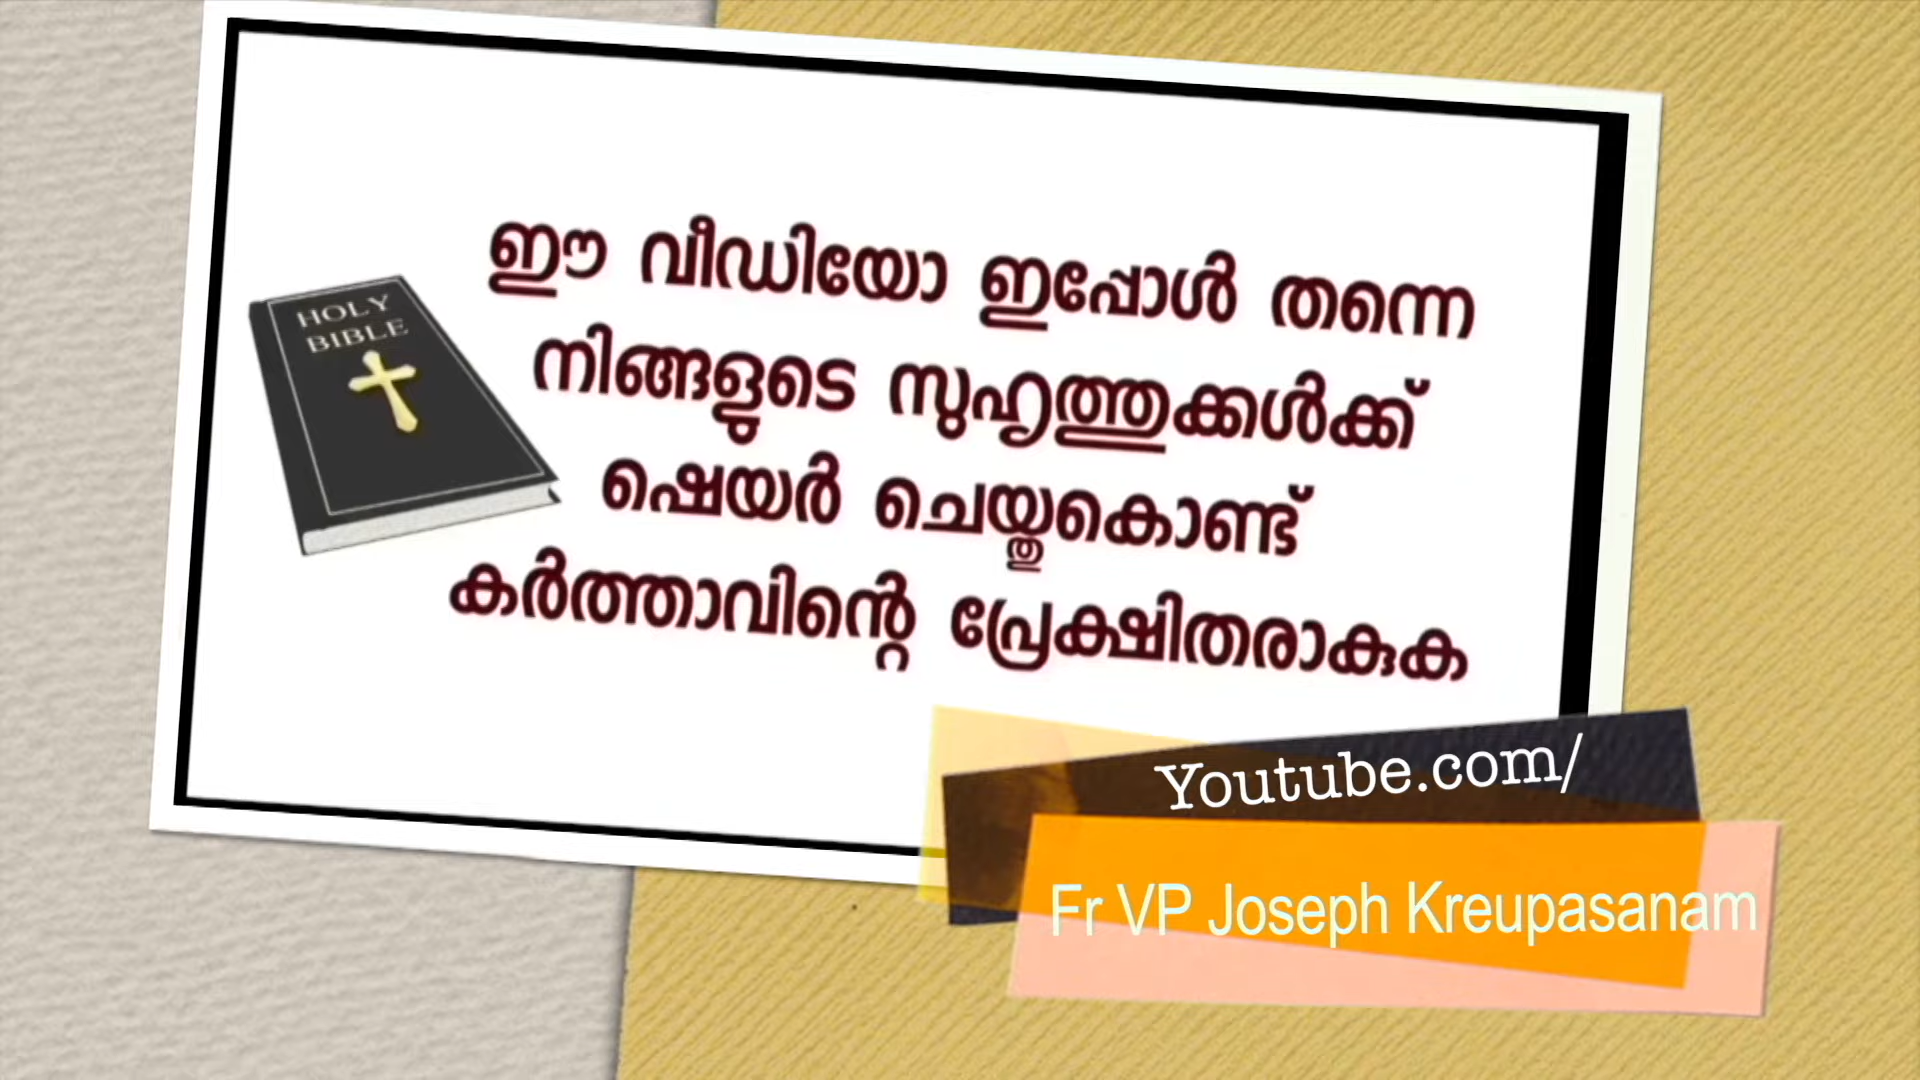 HOLY
BIBLE
ഈ വീഡിയോ ഇപ്പോൾ തന്നെ
നിങ്ങളുടെ സുഹൃത്തുക്കൾക്ക്
ഷെയർ ചെയ്തുകൊണ്ട്
കർത്താവിന്റെ പ്രേക്ഷിതരാകുക
Youtube.com/
Fr VP Joseph Kreupasanam